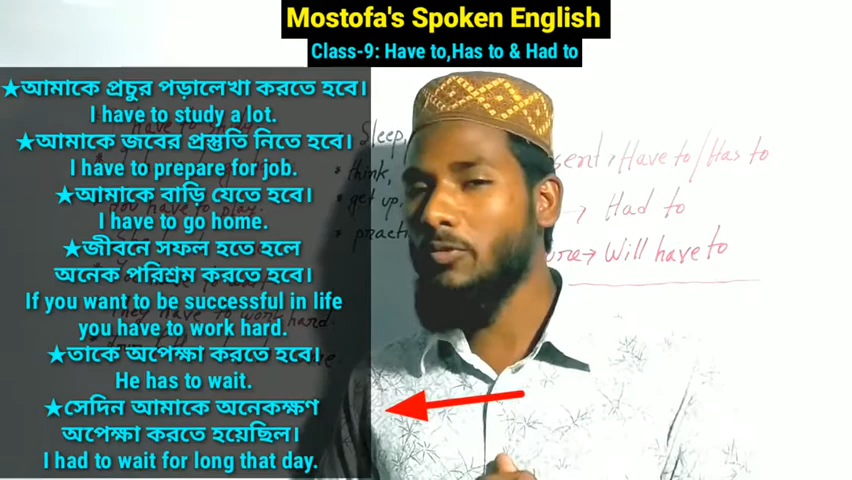 Mostofa's Spoken English
Class-9: Have to,Has to & Had to
★আমাকে প্রচুর পড়ালেখা করতে হবে।
I have to study a lot.
★আমাকে জবের প্রস্তুতি নিতে হবে।
I have to prepare for job.
★আমাকে বাড়ি যেতে হবে।
I have to go home.
★জীবনে সফল হতে হলে
অনেক পরিশ্রম করতে হবে।
If you want to be successful in life
you have to work hard.
★তাকে অপেক্ষা করতে হবে।
He has to wait.
★সেদিন আমাকে অনেকক্ষণ
অপেক্ষা করতে হয়েছিল।
I had to wait for long that day.
Sleep,
• think,
• get up,
•
Have to/Has to
→ Had to
→ Will have to